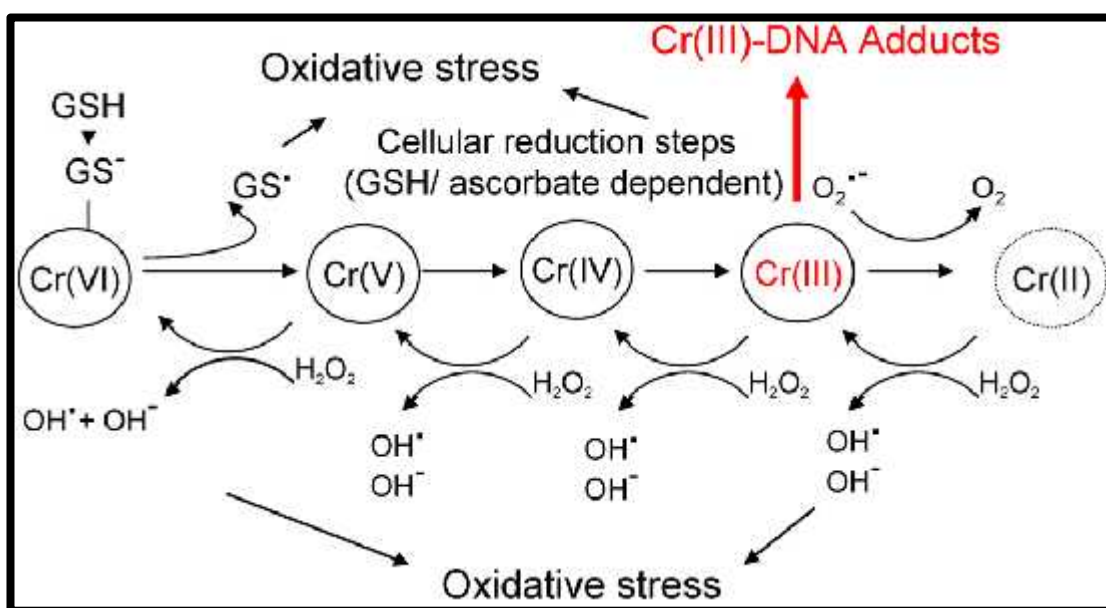 Cr(III)-DNA Adducts
Oxidative stress
GSH
GS⁻
GS•
Cellular reduction steps
(GSH/ ascorbate dependent)
O₂•⁻
O₂
Cr(VI)
Cr(V)
Cr(IV)
Cr(III)
Cr(II)
H₂O₂
H₂O₂
H₂O₂
H₂O₂
OH• + OH⁻
OH•
OH⁻
OH•
OH⁻
OH•
OH⁻
Oxidative stress